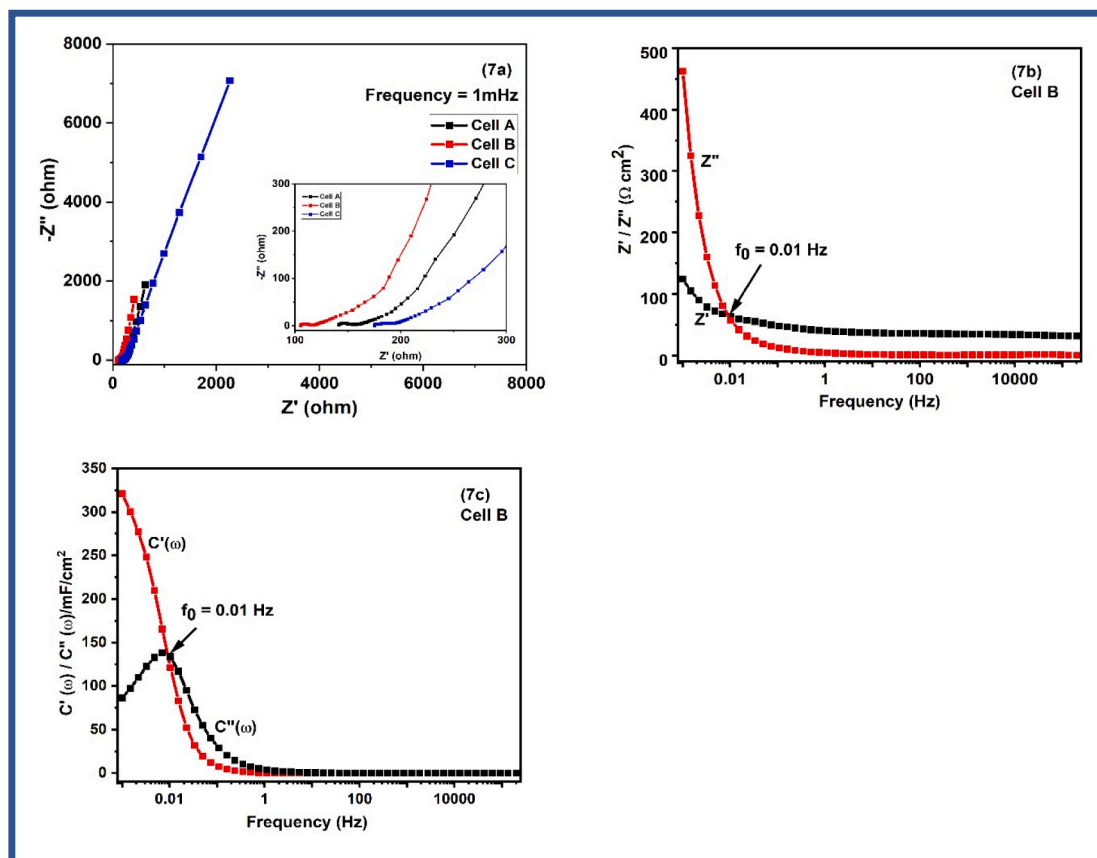 (7a)
Frequency = 1mHz
Cell A
Cell B
Cell C
8000
6000
4000
2000
0
-Z'' (ohm)
0 2000 4000 6000 8000
Z' (ohm)
Cell A
Cell B
Cell C
300
200
100
0
-Z'' (ohm)
100 200 300
Z' (ohm)
(7b)
Cell B
500
400
300
200
100
0
Z' / Z'' (Ω cm2)
Z''
f0 = 0.01 Hz
Z'
0.01 1 100 10000
Frequency (Hz)
(7c)
Cell B
350
300
250
200
150
100
50
0
C' (ω) / C'' (ω)/mF/cm2
C'(ω)
f0 = 0.01 Hz
C''(ω)
0.01 1 100 10000
Frequency (Hz)